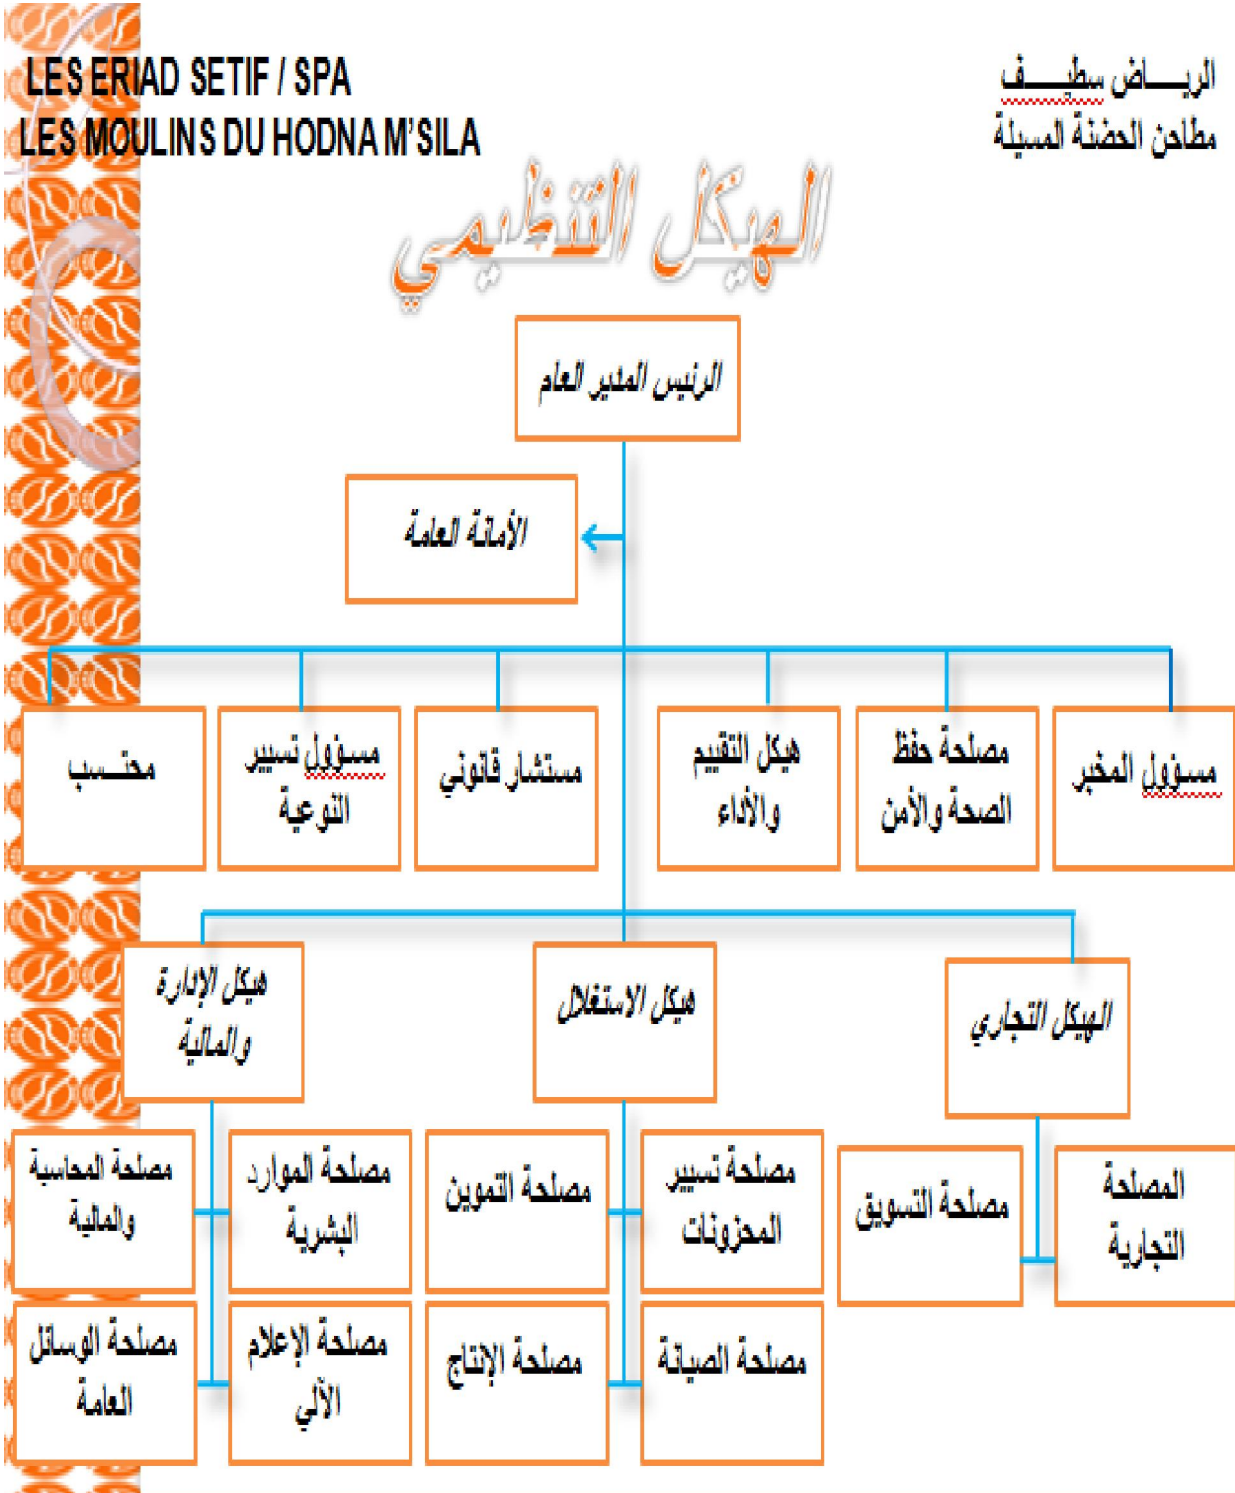 LES ERIAD SETIF / SPA
LES MOULINS DU HODNA M'SILA
الريـــاض سطيـــف
مطاحن الحضنة المسيلة
الهيكل التنظيمي
الرئيس المدير العام
الأمانة العامة
مسؤول المخبر
مصلحة حفظ
الصحة والأمن
هيكل التقييم
والأداء
مستشار قانوني
مسؤول تسيير
النوعية
محتـــسب
الهيكل التجاري
هيكل الاستغلال
هيكل الإدارة
والمالية
المصلحة
التجارية
مصلحة التسويق
مصلحة تسيير
المخزونات
مصلحة التموين
مصلحة الموارد
البشرية
مصلحة المحاسبة
والمالية
مصلحة الصيانة
مصلحة الإنتاج
مصلحة الإعلام
الآلي
مصلحة الوسائل
العامة